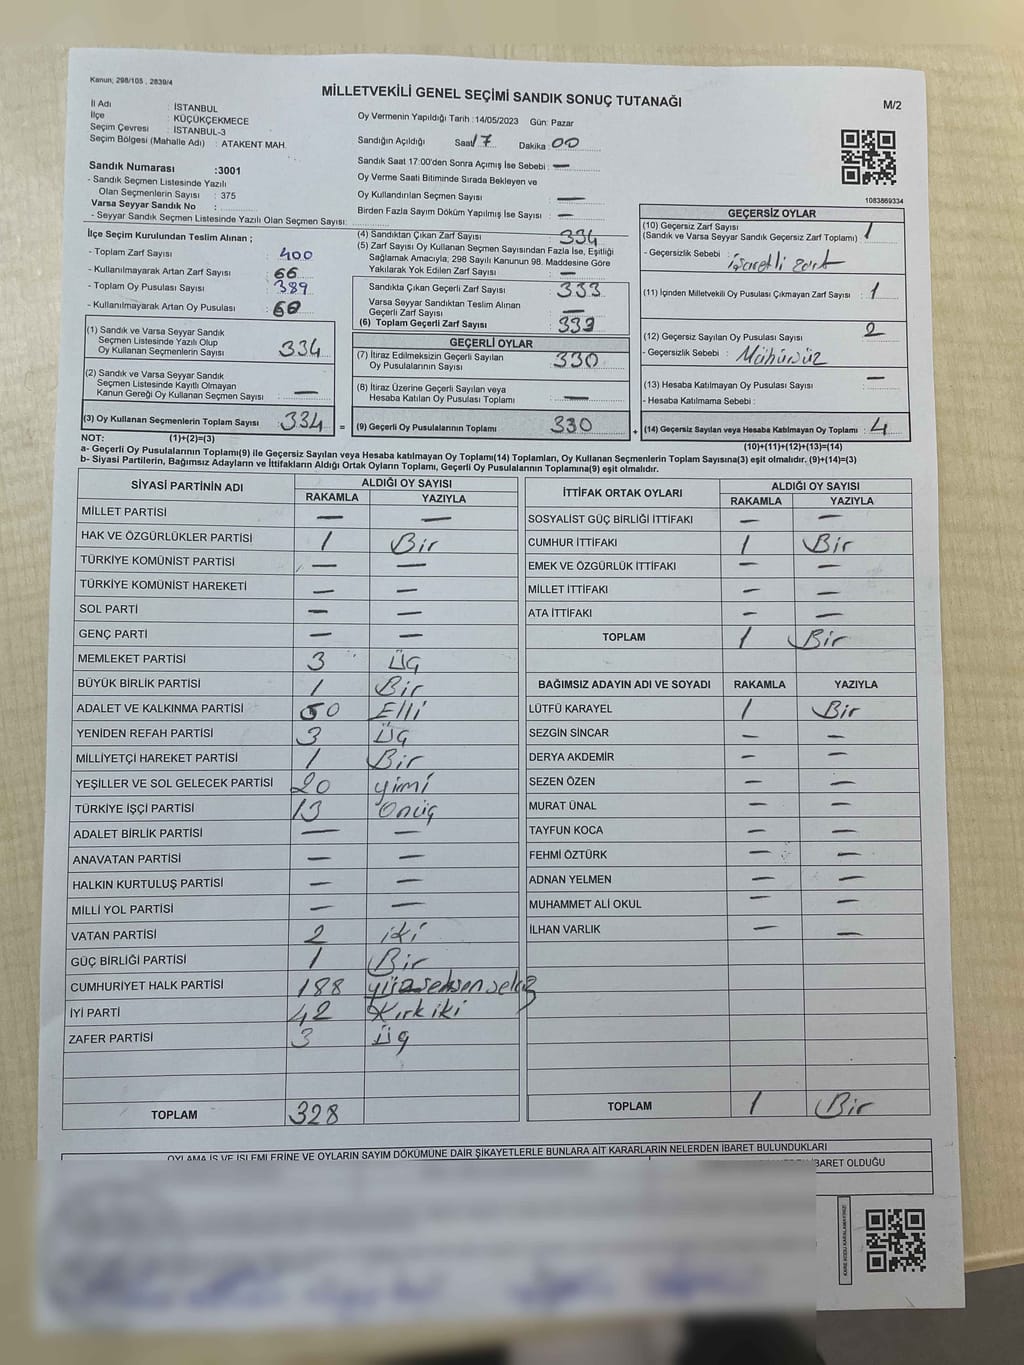 Kanun; 298/105 , 2839/4
MİLLETVEKİLİ GENEL SEÇİMİ SANDIK SONUÇ TUTANAĞI
M/2
İl Adı : İSTANBUL
İlçe : KÜÇÜKÇEKMECE
Seçim Çevresi : İSTANBUL-3
Seçim Bölgesi (Mahalle Adı) : ATAKENT MAH.
Sandık Numarası :3001
- Sandık Seçmen Listesinde Yazılı
Olan Seçmenlerin Sayısı : 375
Varsa Seyyar Sandık No :
- Seyyar Sandık Seçmen Listesinde Yazılı Olan Seçmen Sayısı:
Oy Vermenin Yapıldığı Tarih :14/05/2023 Gün: Pazar
Sandığın Açıldığı Saat 17 Dakika : 00
Sandık Saat 17:00'den Sonra Açımış İse Sebebi : —
Oy Verme Saati Bitiminde Sırada Bekleyen ve
Oy Kullandırılan Seçmen Sayısı : —
Birden Fazla Sayım Döküm Yapılmış İse Sayısı : —
1083869334
İlçe Seçim Kurulundan Teslim Alınan ;
- Toplam Zarf Sayısı : 400
- Kullanılmayarak Artan Zarf Sayısı : 66
- Toplam Oy Pusulası Sayısı : 389
- Kullanılmayarak Artan Oy Pusulası :
(4) Sandıktan Çıkan Zarf Sayısı : 334
(5) Zarf Sayısı Oy Kullanan Seçmen Sayısından Fazla İse, Eşitliği
Sağlamak Amacıyla, 298 Sayılı Kanunun 98. Maddesine Göre
Yakılarak Yok Edilen Zarf Sayısı : —
Sandıkta Çıkan Geçerli Zarf Sayısı : 333
Varsa Seyyar Sandıktan Teslim Alınan
Geçerli Zarf Sayısı : —
(6) Toplam Geçerli Zarf Sayısı : 333
GEÇERSİZ OYLAR
(10) Geçersiz Zarf Sayısı
(Sandık ve Varsa Seyyar Sandık Geçersiz Zarf Toplamı) : 1
- Geçersizlik Sebebi : işaretli zarf
(11) İçinden Milletvekili Oy Pusulası Çıkmayan Zarf Sayısı : 1
(12) Geçersiz Sayılan Oy Pusulası Sayısı : 2
- Geçersizlik Sebebi : Mühürsüz
(13) Hesaba Katılmayan Oy Pusulası Sayısı : —
- Hesaba Katılmama Sebebi :
(14) Geçersiz Sayılan veya Hesaba Katılmayan Oy Toplamı : 4
(1) Sandık ve Varsa Seyyar Sandık
Seçmen Listesinde Yazılı Olup
Oy Kullanan Seçmenlerin Sayısı : 334
(2) Sandık ve Varsa Seyyar Sandık
Seçmen Listesinde Kayıtlı Olmayan
Kanun Gereği Oy Kullanan Seçmen Sayısı : —
(3) Oy Kullanan Seçmenlerin Toplam Sayısı : 334 =
GEÇERLİ OYLAR
(7) İtiraz Edilmeksizin Geçerli Sayılan
Oy Pusulasının Sayısı : 330
(8) İtiraz Üzerine Geçerli Sayılan veya
Hesaba Katılan Oy Pusulası Toplamı : —
(9) Geçerli Oy Pusulalarının Toplamı : 330 +
NOT: (1)+(2)=(3) (10)+(11)+(12)+(13)=(14)
a- Geçerli Oy Pusulalarının Toplamı(9) ile Geçersiz Sayılan veya Hesaba Katılmayan Oy Toplamı(14) Toplamları, Oy Kullanan Seçmenlerin Toplam Sayısına(3) eşit olmalıdır. (9)+(14)=(3)
b- Siyasi Partilerin, Bağımsız Adayların ve İttifakların Aldığı Ortak Oyların Toplamı, Geçerli Oy Pusulalarının Toplamına(9) eşit olmalıdır.
SİYASİ PARTİNİN ADI ALDIĞI OY SAYISI
RAKAMLA YAZIYLA
MİLLET PARTİSİ — —
HAK VE ÖZGÜRLÜKLER PARTİSİ 1 Bir
TÜRKİYE KOMÜNİST PARTİSİ — —
TÜRKİYE KOMÜNİST HAREKETİ — —
SOL PARTİ — —
GENÇ PARTİ — —
MEMLEKET PARTİSİ 3 Üç
BÜYÜK BİRLİK PARTİSİ 1 Bir
ADALET VE KALKINMA PARTİSİ 50 Elli
YENİDEN REFAH PARTİSİ 3 Üç
MİLLİYETÇİ HAREKET PARTİSİ 1 Bir
YEŞİLLER VE SOL GELECEK PARTİSİ 20 yimi
TÜRKİYE İŞÇİ PARTİSİ 13 Onüç
ADALET BİRLİK PARTİSİ — —
ANAVATAN PARTİSİ — —
HALKIN KURTULUŞ PARTİSİ — —
MİLLİ YOL PARTİSİ — —
VATAN PARTİSİ 2 iki
GÜÇ BİRLİĞİ PARTİSİ 1 Bir
CUMHURİYET HALK PARTİSİ 188 yüzseksensekiz
İYİ PARTİ 42 Kırkiki
ZAFER PARTİSİ 3 Üç
TOPLAM 328
İTTİFAK ORTAK OYLARI ALDIĞI OY SAYISI
RAKAMLA YAZIYLA
SOSYALİST GÜÇ BİRLİĞİ İTTİFAKI — —
CUMHUR İTTİFAKI 1 Bir
EMEK VE ÖZGÜRLÜK İTTİFAKI — —
MİLLET İTTİFAKI — —
ATA İTTİFAKI — —
TOPLAM 1 Bir
BAĞIMSIZ ADAYIN ADI VE SOYADI RAKAMLA YAZIYLA
LÜTFÜ KARAYEL 1 Bir
SEZGİN SİNCAR — —
DERYA AKDEMİR — —
SEZEN ÖZEN — —
MURAT ÜNAL — —
TAYFUN KOCA — —
FEHMİ ÖZTÜRK — —
ADNAN YELMEN — —
MUHAMMET ALİ OKUL — —
İLHAN VARLIK — —
TOPLAM 1 Bir
OYLAMA İŞ VE İŞLEMLERİNE VE OYLARIN SAYIM DÖKÜMÜNE DAİR ŞİKAYETLERLE BUNLARA AİT KARARLARIN NELERDEN İBARET BULUNDUKLARI
İBARET OLDUĞU
KARE KODU KARALAMAYINIZ!